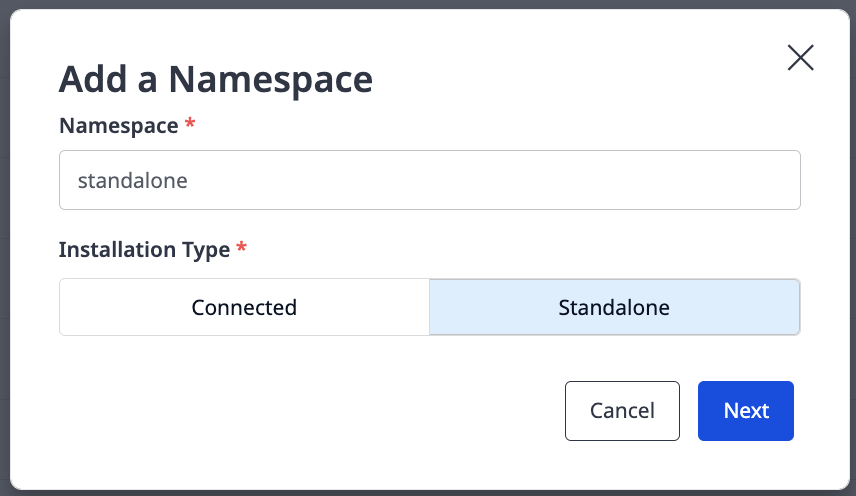 Add a Namespace
Namespace *
standalone
Installation Type *
Connected
Standalone
Cancel
Next